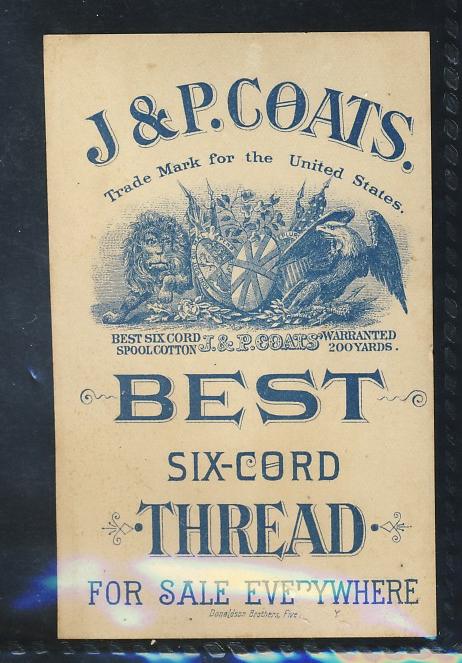 J & P. COATS.
Trade Mark for the United States.
BEST SIX CORD
SPOOL COTTON
J. & P. COATS
WARRANTED
200 YARDS.
BEST
SIX-CORD
THREAD
FOR SALE EVERYWHERE
Donaldson Brothers, Five